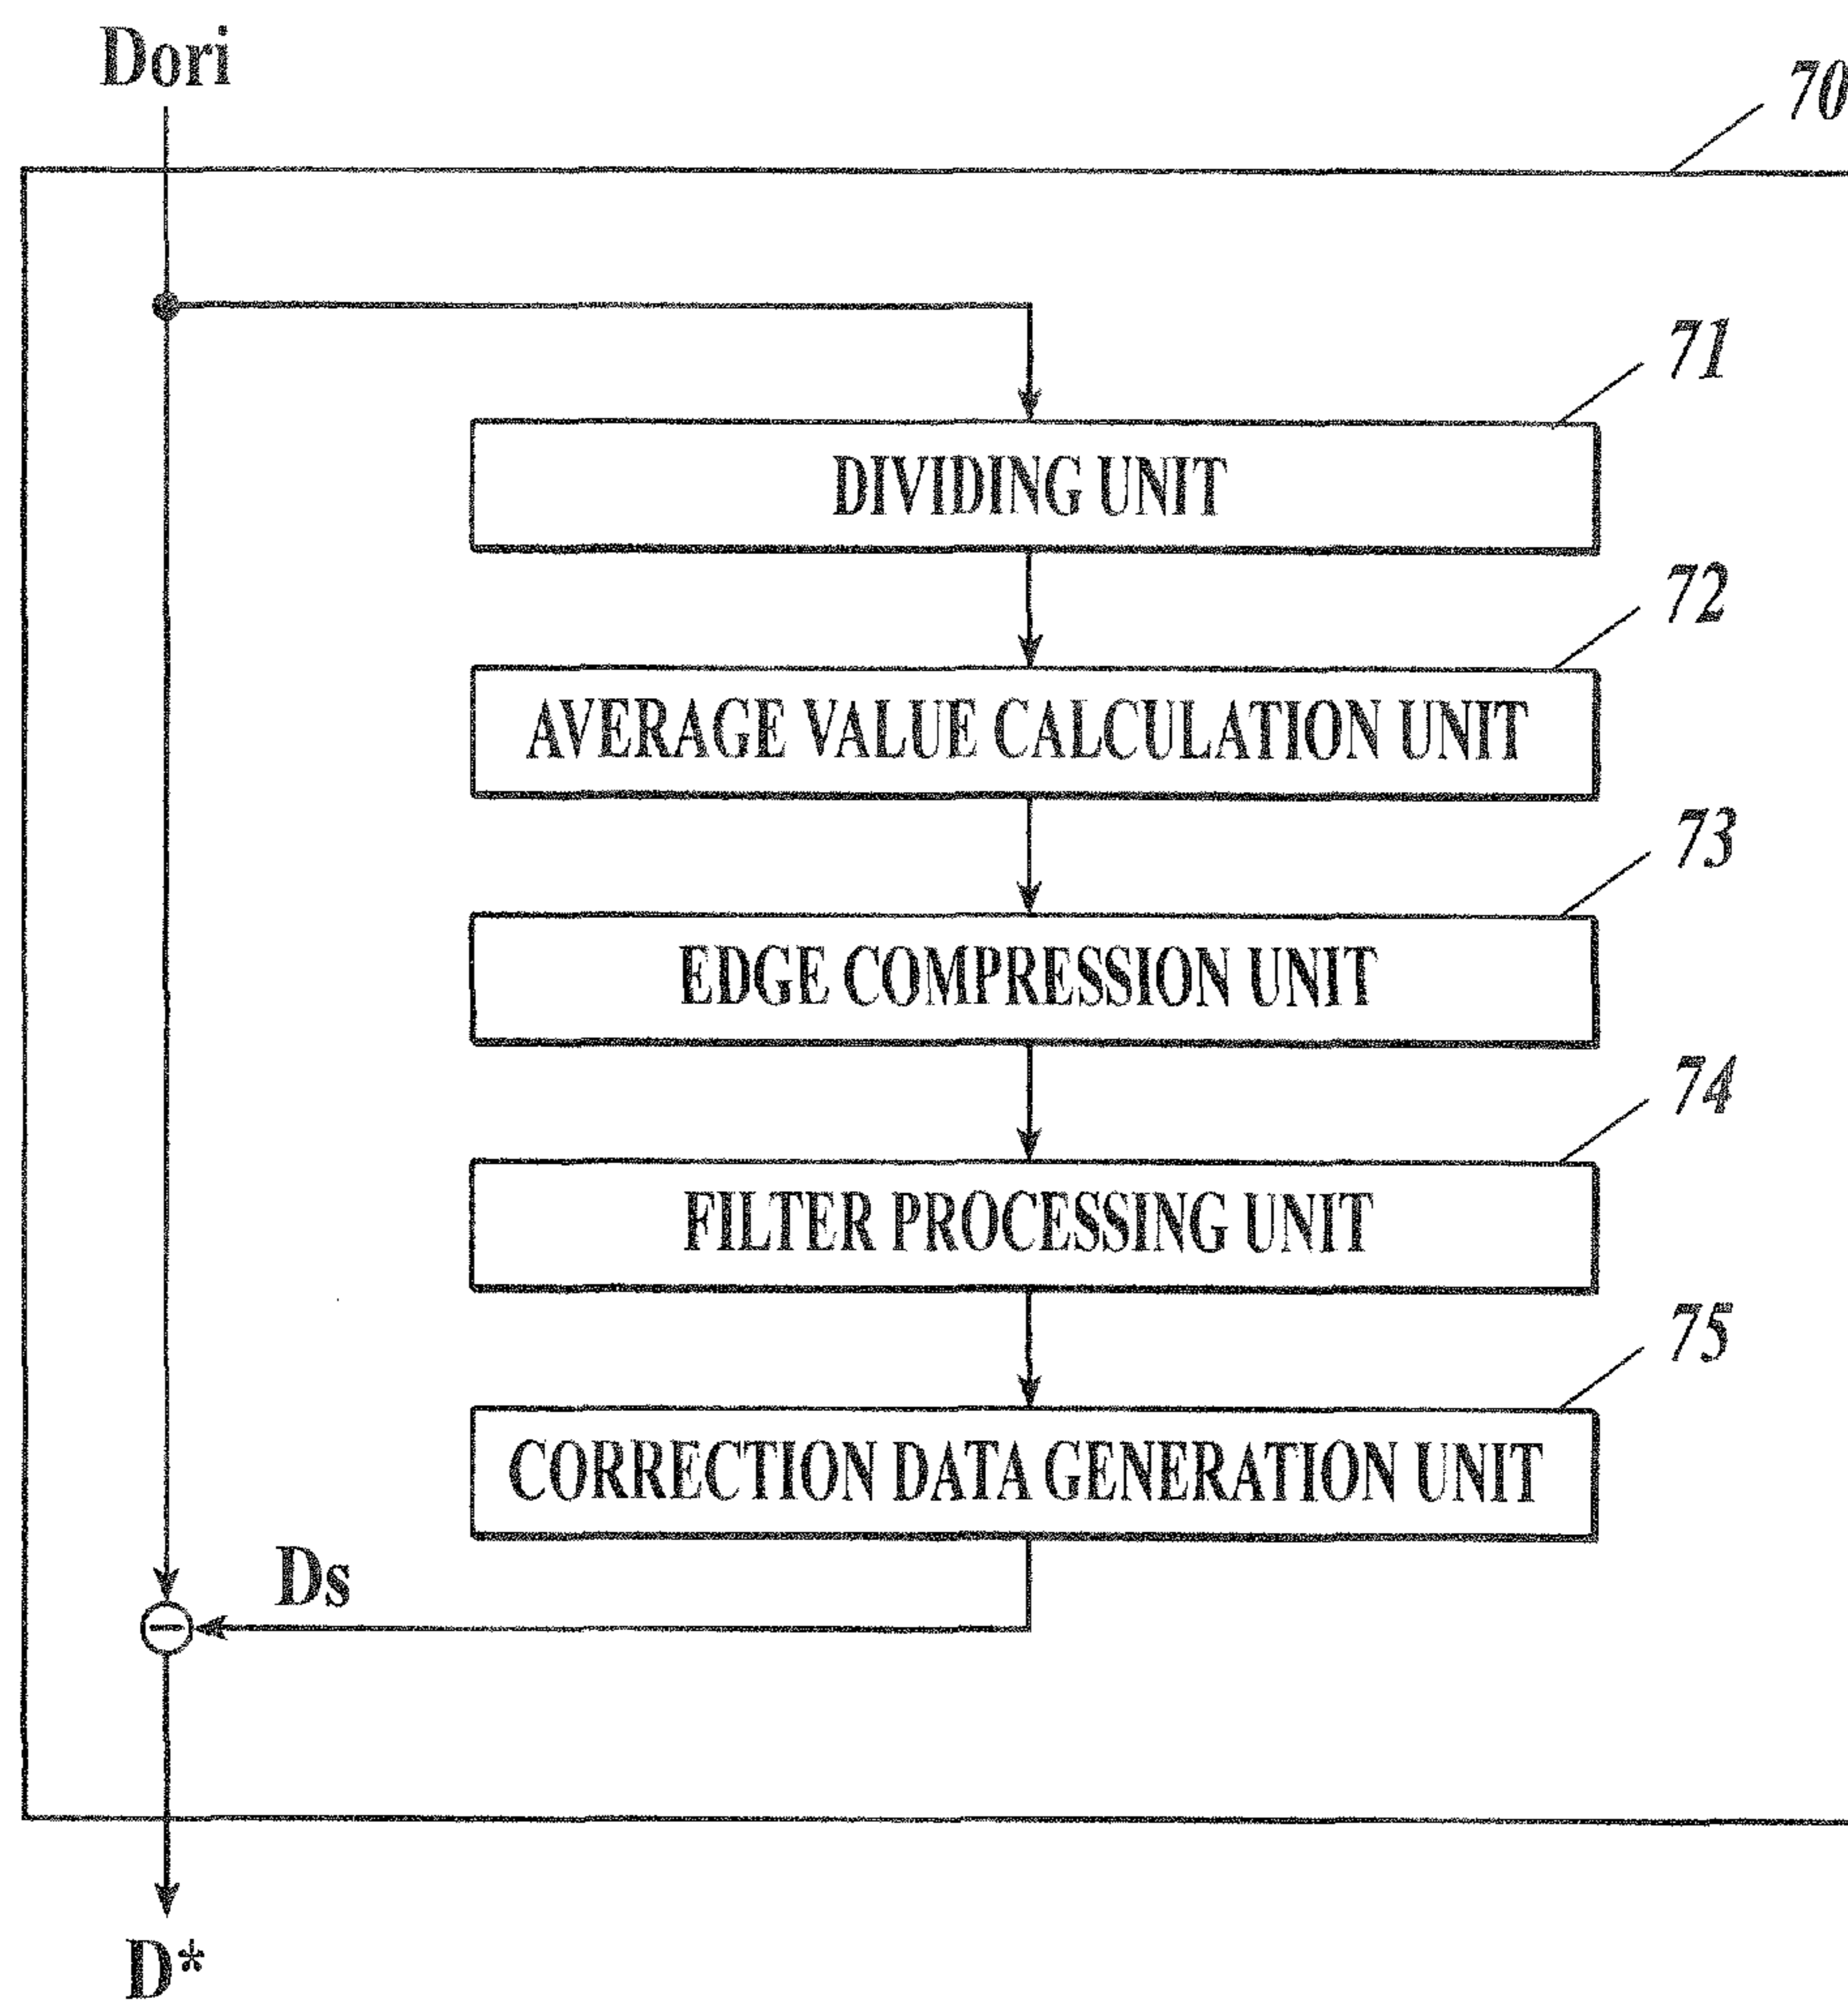 Dori
70
71
DIVIDING UNIT
72
AVERAGE VALUE CALCULATION UNIT
73
EDGE COMPRESSION UNIT
74
FILTER PROCESSING UNIT
75
CORRECTION DATA GENERATION UNIT
Ds
D*